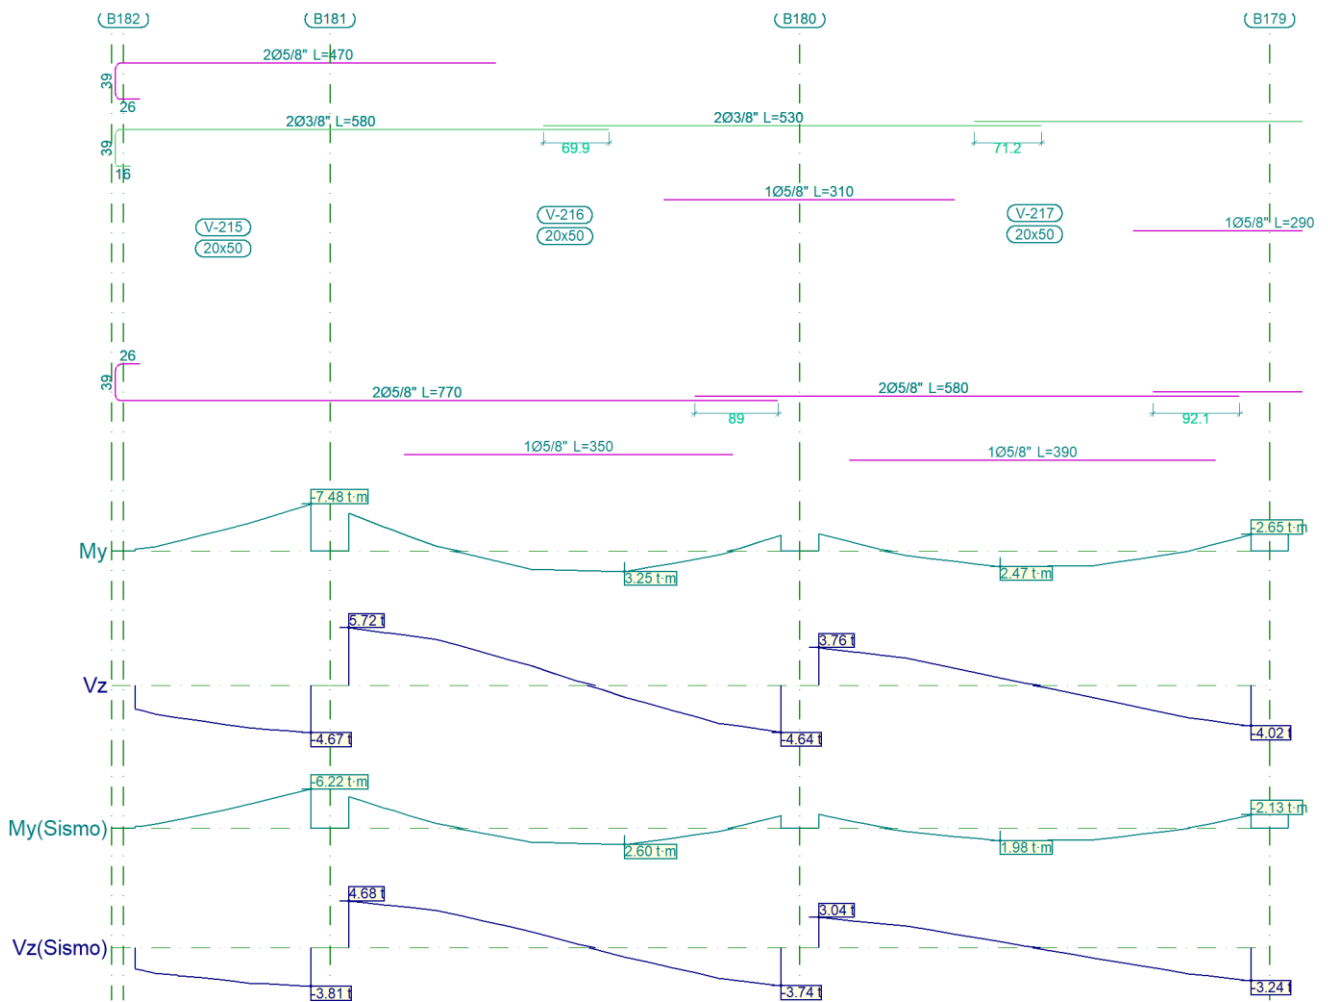 B182
B181
B180
B179
2Ø5/8" L=470
39
26
2Ø3/8" L=580
2Ø3/8" L=530
39
69.9
71.2
16
1Ø5/8" L=310
V-215
20x50
V-216
20x50
V-217
20x50
1Ø5/8" L=290
26
39
2Ø5/8" L=770
2Ø5/8" L=580
89
92.1
1Ø5/8" L=350
1Ø5/8" L=390
My
-7.48 t·m
3.25 t·m
2.47 t·m
-2.65 t·m
Vz
5.72 t
3.76 t
-4.67 t
-4.64 t
-4.02 t
My(Sismo)
-6.22 t·m
2.60 t·m
1.98 t·m
-2.13 t·m
Vz(Sismo)
4.68 t
3.04 t
-3.81 t
-3.74 t
-3.24 t